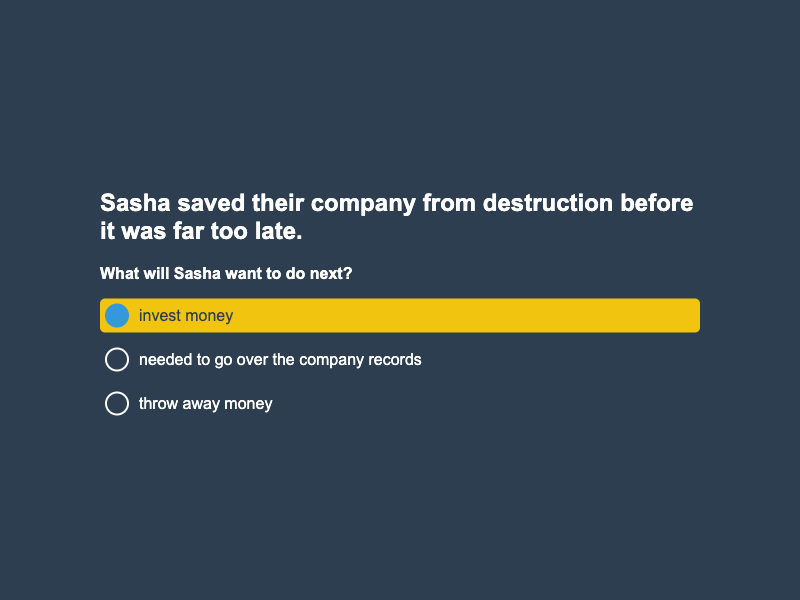 Sasha saved their company from destruction before
it was far too late.
What will Sasha want to do next?
invest money
needed to go over the company records
throw away money